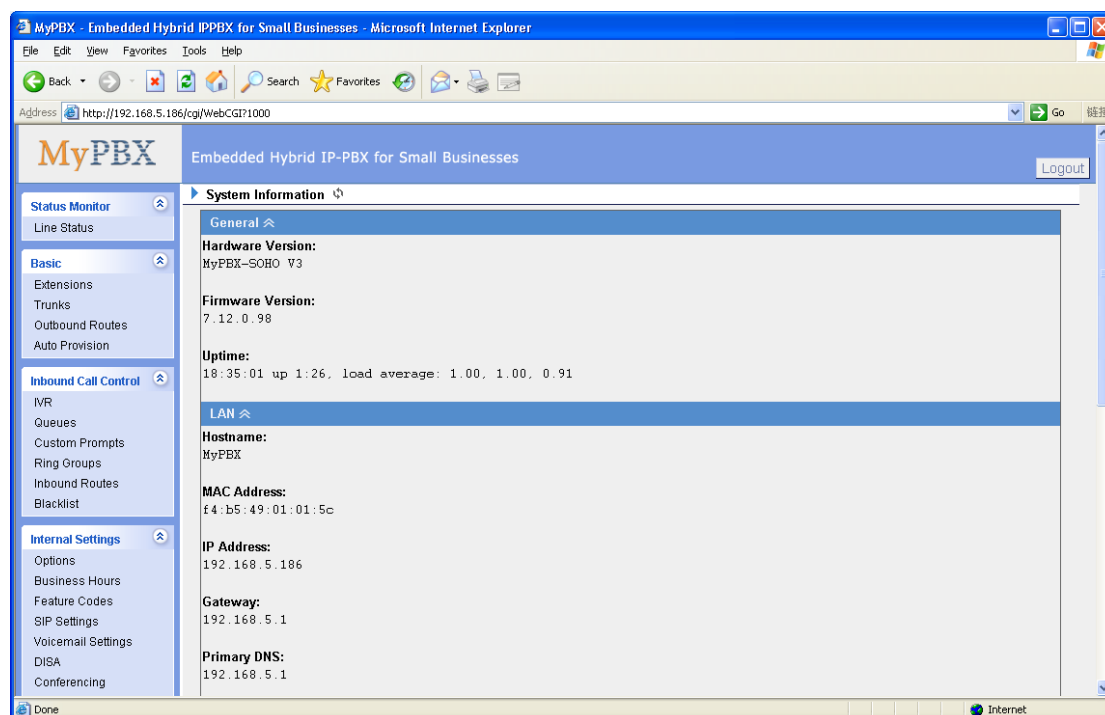 MyPBX - Embedded Hybrid IPPBX for Small Businesses - Microsoft Internet Explorer
File Edit View Favorites Tools Help
Back Search Favorites
Address http://192.168.5.186/cgi/WebCGI?1000 Go 链接
MyPBX
Embedded Hybrid IP-PBX for Small Businesses
Logout
Status Monitor
Line Status
Basic
Extensions
Trunks
Outbound Routes
Auto Provision
Inbound Call Control
IVR
Queues
Custom Prompts
Ring Groups
Inbound Routes
Blacklist
Internal Settings
Options
Business Hours
Feature Codes
SIP Settings
Voicemail Settings
DISA
Conferencing
System Information
General
Hardware Version:
MyPBX-SOHO V3
Firmware Version:
7.12.0.98
Uptime:
18:35:01 up 1:26, load average: 1.00, 1.00, 0.91
LAN
Hostname:
MyPBX
MAC Address:
f4:b5:49:01:01:5c
IP Address:
192.168.5.186
Gateway:
192.168.5.1
Primary DNS:
192.168.5.1
Done
Internet